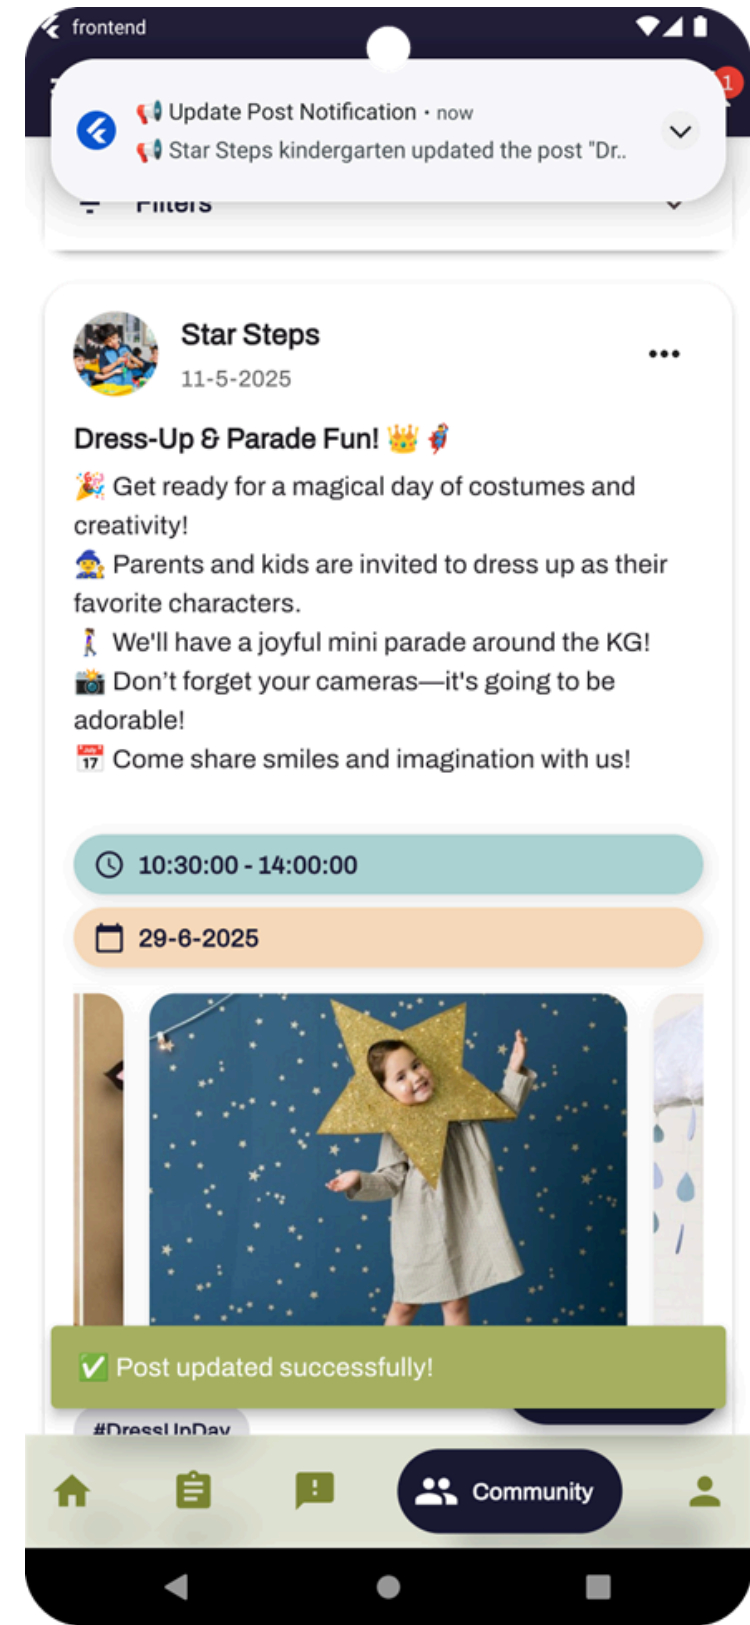 frontend
1
📢 Update Post Notification • now
📢 Star Steps kindergarten updated the post "Dr..
Filters
Star Steps
11-5-2025
Dress-Up & Parade Fun! 👑 🦸
🎉 Get ready for a magical day of costumes and
creativity!
🧙 Parents and kids are invited to dress up as their
favorite characters.
🚶 We'll have a joyful mini parade around the KG!
📸 Don’t forget your cameras—it's going to be
adorable!
📅 Come share smiles and imagination with us!
10:30:00 - 14:00:00
29-6-2025
✅ Post updated successfully!
#DressUpDay
Community